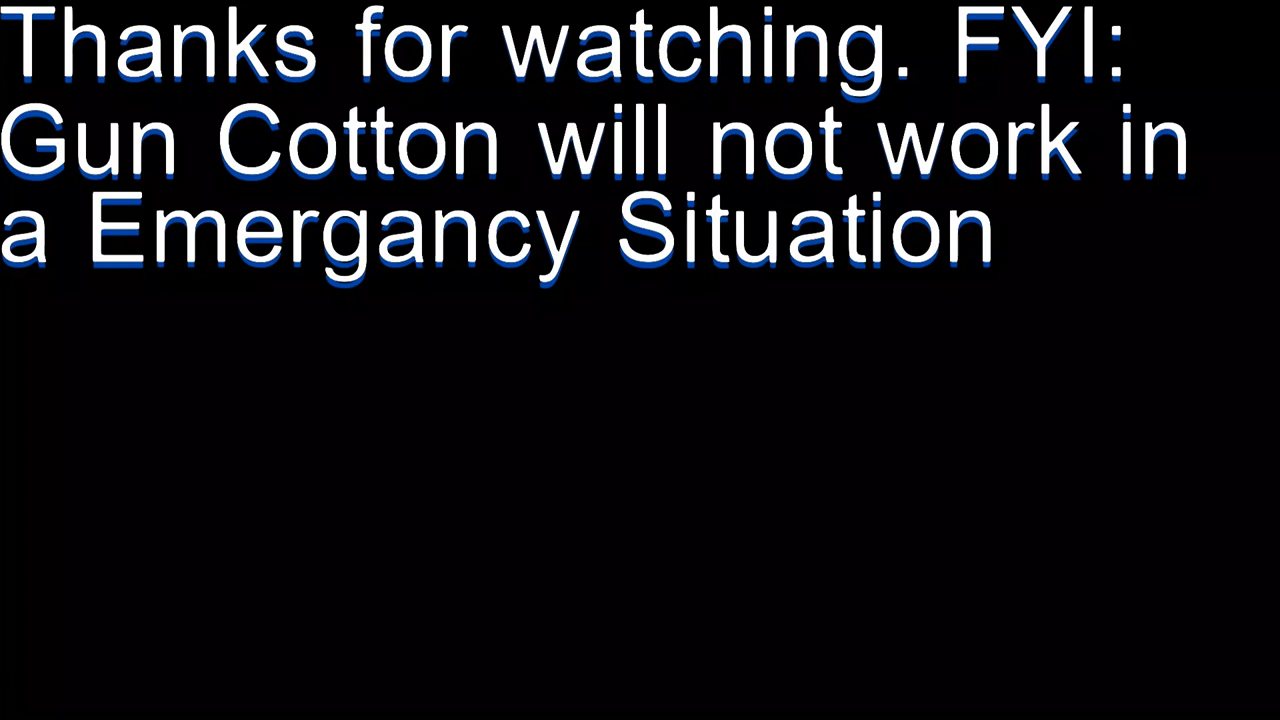 Thanks for watching. FYI:
Gun Cotton will not work in
a Emergancy Situation